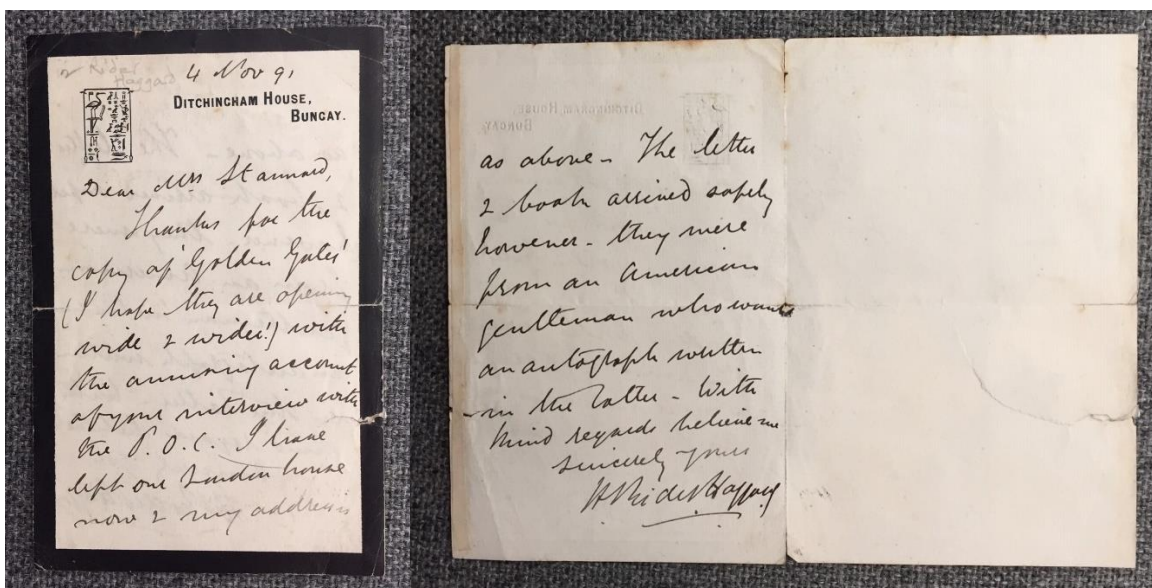 Rider
Haggard
4 Nov 91
DITCHINGHAM HOUSE,
BUNGAY.
Dear Mrs Stannard,
Thanks for the
copy of 'Golden Gates'
(I hope they are opening
wide & wider!) with
the amusing account
of your interview with
the P.O.C. I have
left our London house
now & my address is
as above - The letter
& book arrived safely
however - they were
from an American
gentleman who wants
an autograph written
in the latter - With
kind regards believe me
Sincerely yours
H Rider Haggard